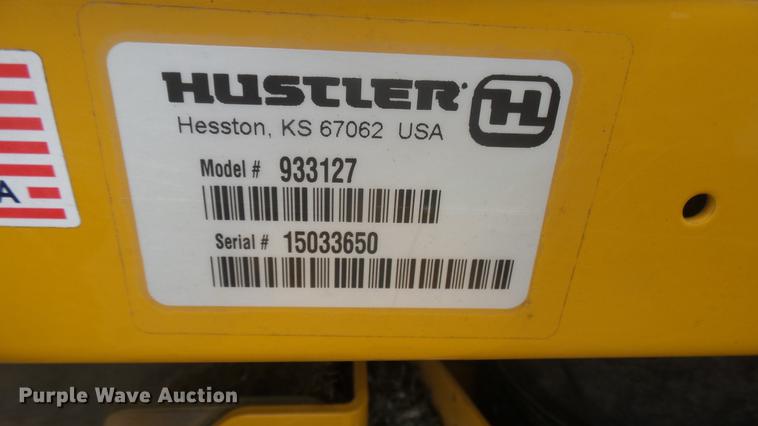 HUSTLER H
Hesston, KS 67062 USA
Model # 933127
Serial # 15033650
A
Purple Wave Auction